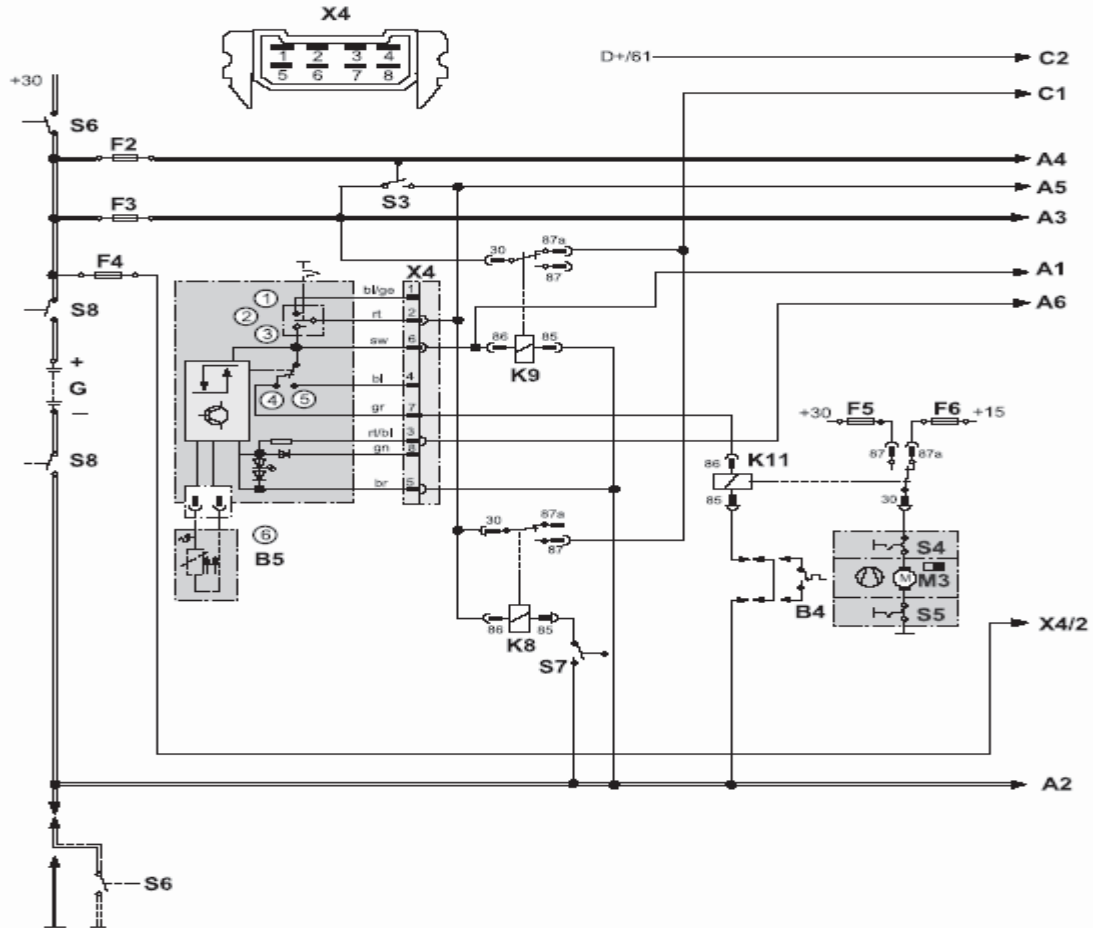 X4
1 2 3 4
5 6 7 8
D+/61
C2
+30
C1
S6
F2
A4
S3
A5
F3
A3
30
87a
87
F4
X4
A1
1
bl/ge
1
S8
2
rt
2
A6
3
sw
6
86
85
K9
+
G
−
bl
4
4
5
gr
7
+30
F5
F6
+15
rt/bl
3
gn
8
87
87a
S8
86
K11
br
5
85
30
30
87a
87
6
B5
S4
M
M3
B4
S5
86
85
K8
X4/2
S7
A2
S6